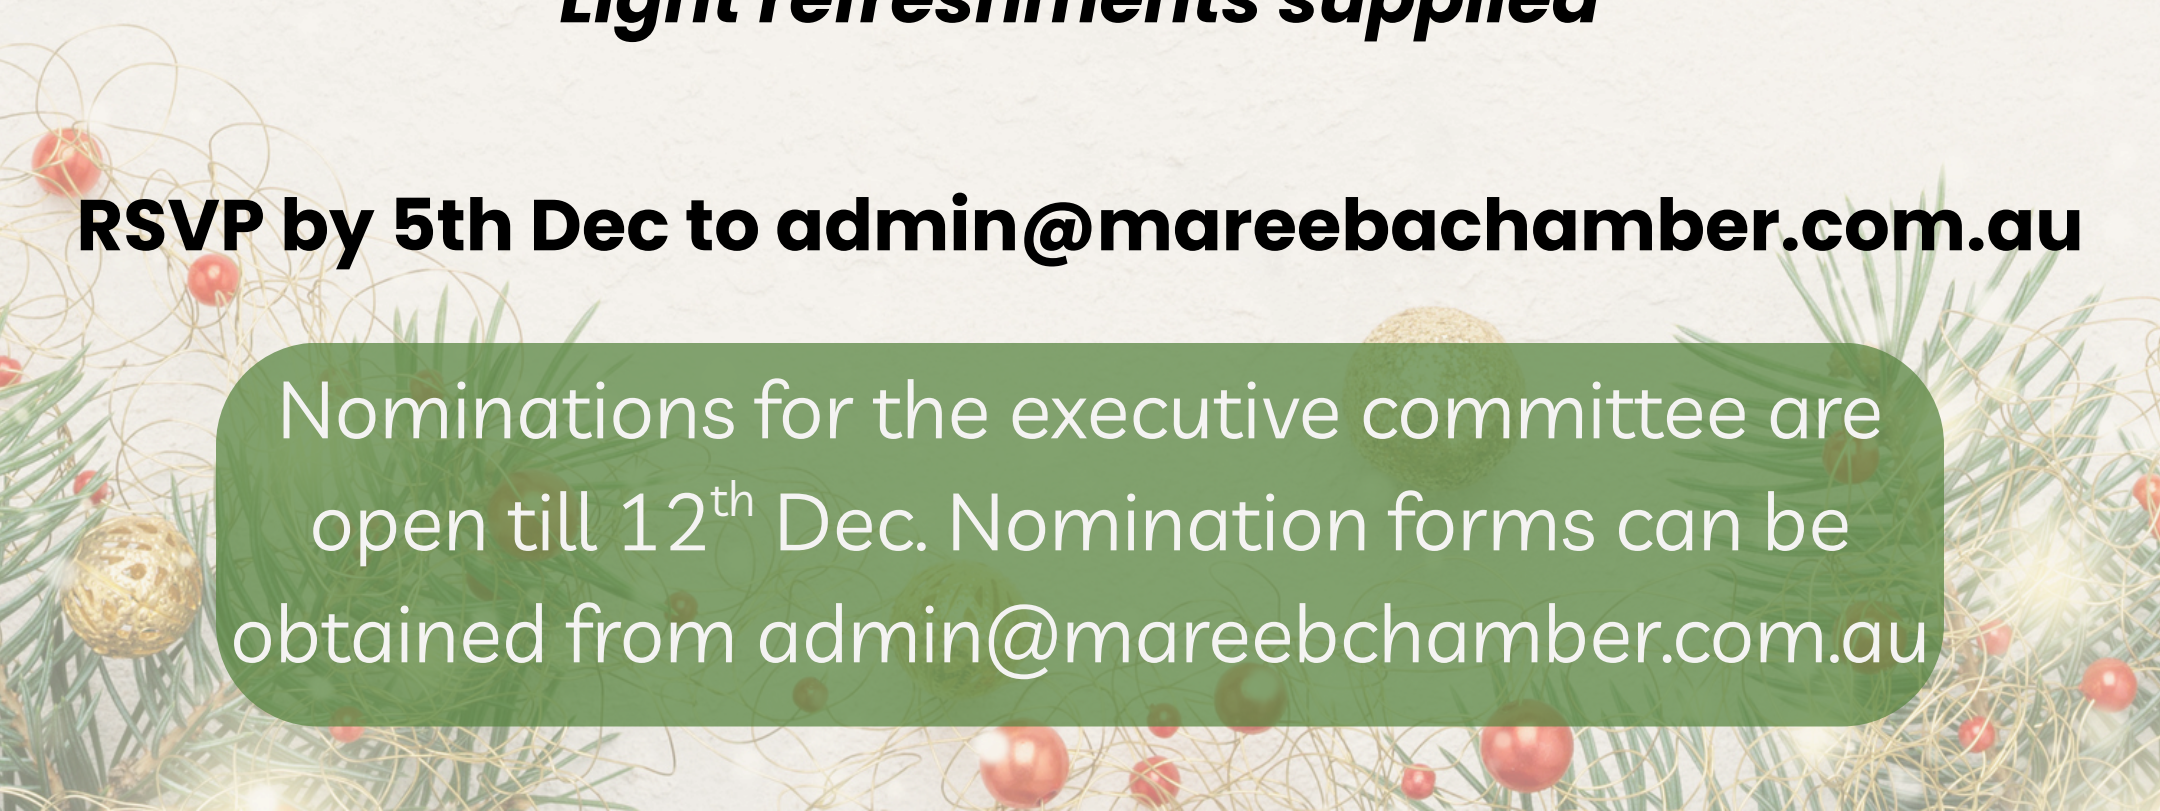 Light refreshments supplied
RSVP by 5th Dec to admin@mareebachamber.com.au
Nominations for the executive committee are
open till 12th Dec. Nomination forms can be
obtained from admin@mareebchamber.com.au